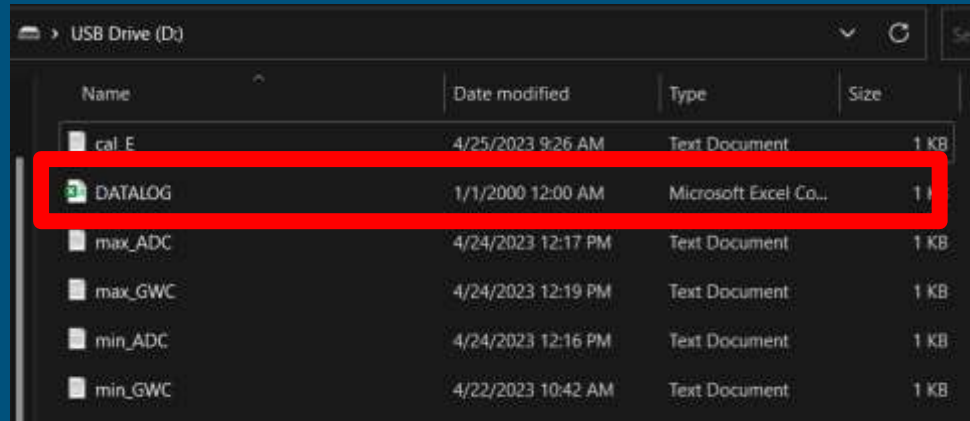 > USB Drive (D:)
Name Date modified Type Size
cal_E 4/25/2023 9:26 AM Text Document 1 KB
DATALOG 1/1/2000 12:00 AM Microsoft Excel Co...
max_ADC 4/24/2023 12:17 PM Text Document 1 KB
max_GWC 4/24/2023 12:19 PM Text Document 1 KB
min_ADC 4/24/2023 12:16 PM Text Document 1 KB
min_GWC 4/22/2023 10:42 AM Text Document 1 KB